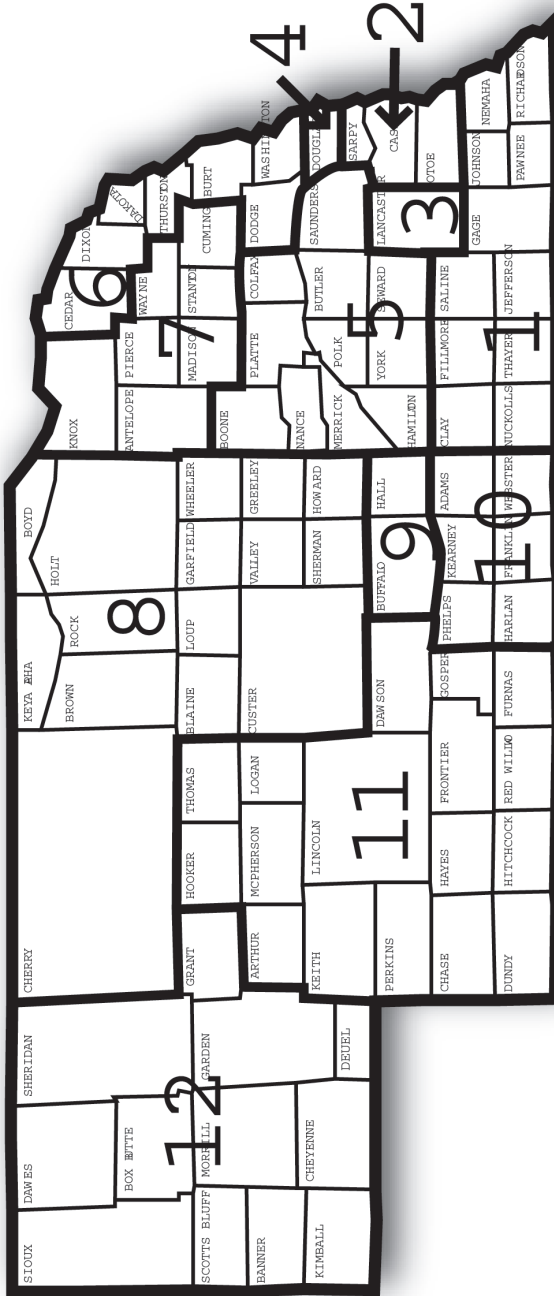 SIOUX
DAWES
SHERIDAN
CHERRY
KEYA PAHA
BOYD
BROWN
ROCK
HOLT
KNOX
CEDAR
DIXON
DAKOTA
BOX BUTTE
ANTELOPE
PIERCE
WAYNE
THURSTON
6
8
12
7
SCOTTS BLUFF
MORRILL
GARDEN
GRANT
HOOKER
THOMAS
BLAINE
LOUP
GARFIELD
WHEELER
MADISON
STANTON
CUMING
BURT
BANNER
ARTHUR
MCPHERSON
LOGAN
CUSTER
VALLEY
GREELEY
BOONE
PLATTE
COLFAX
DODGE
WASHINGTON
4
KIMBALL
CHEYENNE
DEUEL
KEITH
LINCOLN
SHERMAN
HOWARD
NANCE
MERRICK
POLK
BUTLER
SAUNDERS
DOUGLAS
SARPY
2
PERKINS
11
DAWSON
BUFFALO
9
HALL
HAMILTON
YORK
5
SEWARD
LANCASTER
3
CASS
OTOE
CHASE
HAYES
FRONTIER
GOSPER
PHELPS
KEARNEY
ADAMS
CLAY
FILLMORE
SALINE
GAGE
JOHNSON
NEMAHA
10
1
DUNDY
HITCHCOCK
RED WILLOW
FURNAS
HARLAN
FRANKLIN
WEBSTER
NUCKOLLS
THAYER
JEFFERSON
PAWNEE
RICHARDSON